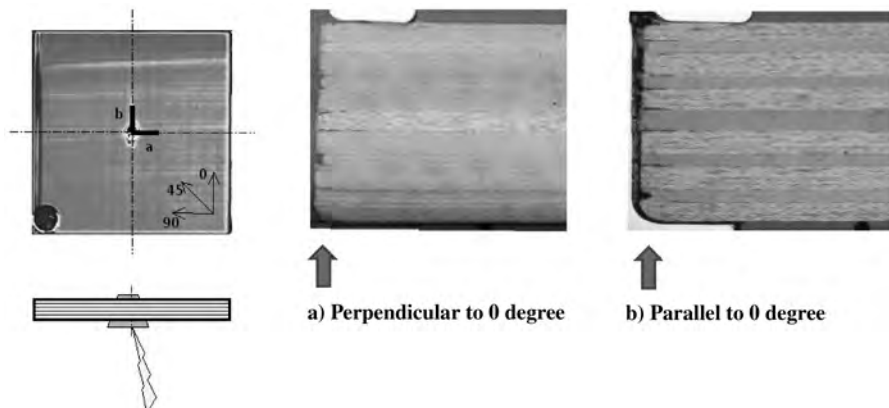 b
a
0
45
90
a) Perpendicular to 0 degree
b) Parallel to 0 degree